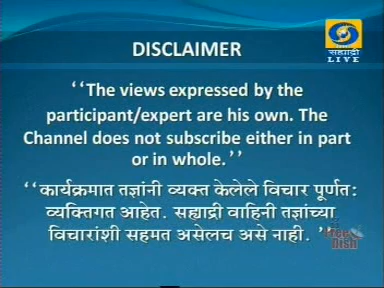 सह्याद्री
LIVE
DISCLAIMER
‘‘The views expressed by the
participant/expert are his own. The
Channel does not subscribe either in part
or in whole.’’
‘‘कार्यक्रमात तज्ञांनी व्यक्त केलेले विचार पूर्णत:
व्यक्तिगत आहेत. सह्याद्री वाहिनी तज्ञांच्या
विचारांशी सहमत असेलच असे नाही. ’’
Free
Dish